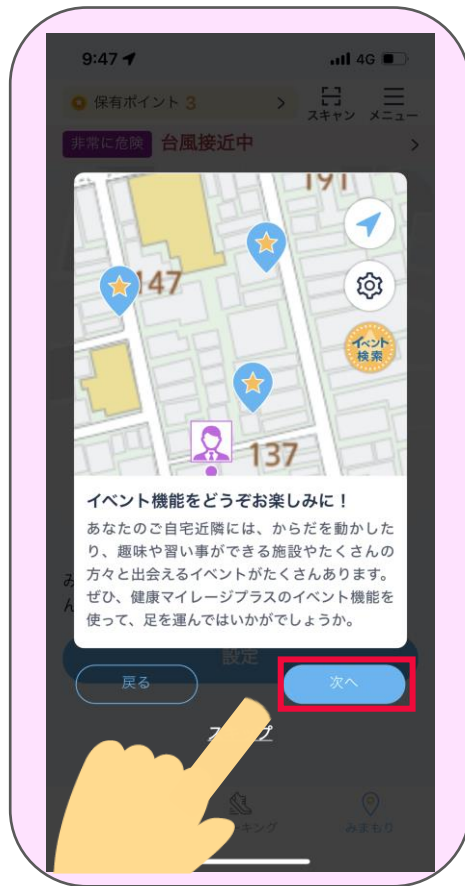 9:47
4G
保有ポイント 3
スキャン
メニュー
非常に危険
台風接近中
191
147
イベント
検索
137
イベント機能をどうぞお楽しみに！
あなたのご自宅近隣には、からだを動かした
り、趣味や習い事ができる施設やたくさんの
方々と出会えるイベントがたくさんあります。
ぜひ、健康マイレージプラスのイベント機能を
使って、足を運んではいかがでしょうか。
設定
戻る
次へ
みまもり